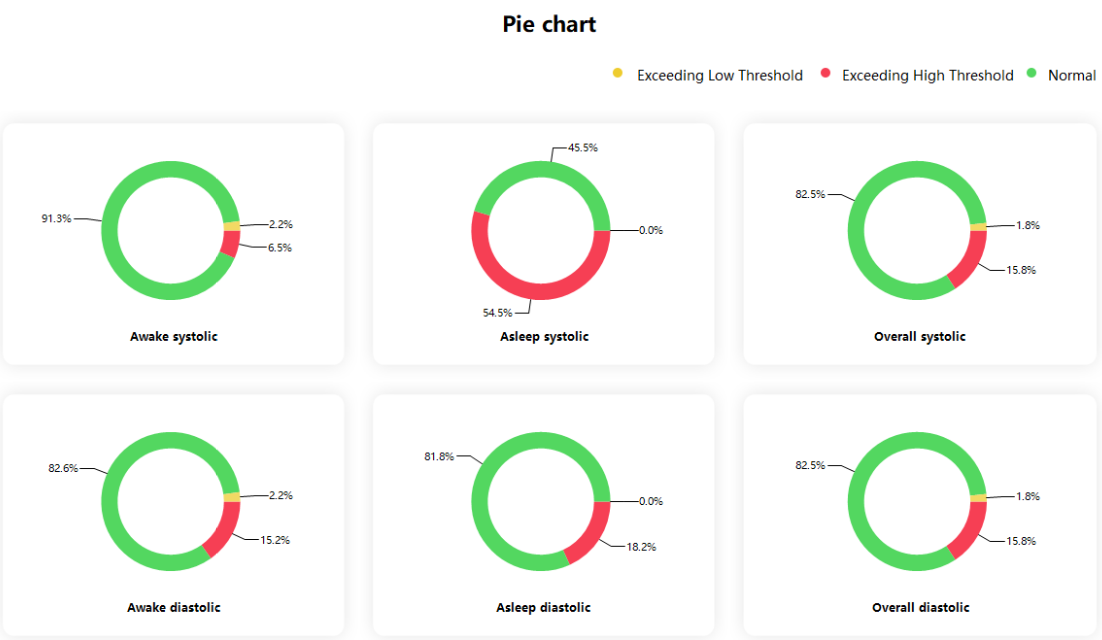 Pie chart
Exceeding Low Threshold Exceeding High Threshold Normal
91.3%
2.2%
6.5%
Awake systolic
45.5%
0.0%
54.5%
Asleep systolic
82.5%
1.8%
15.8%
Overall systolic
82.6%
2.2%
15.2%
Awake diastolic
81.8%
0.0%
18.2%
Asleep diastolic
82.5%
1.8%
15.8%
Overall diastolic